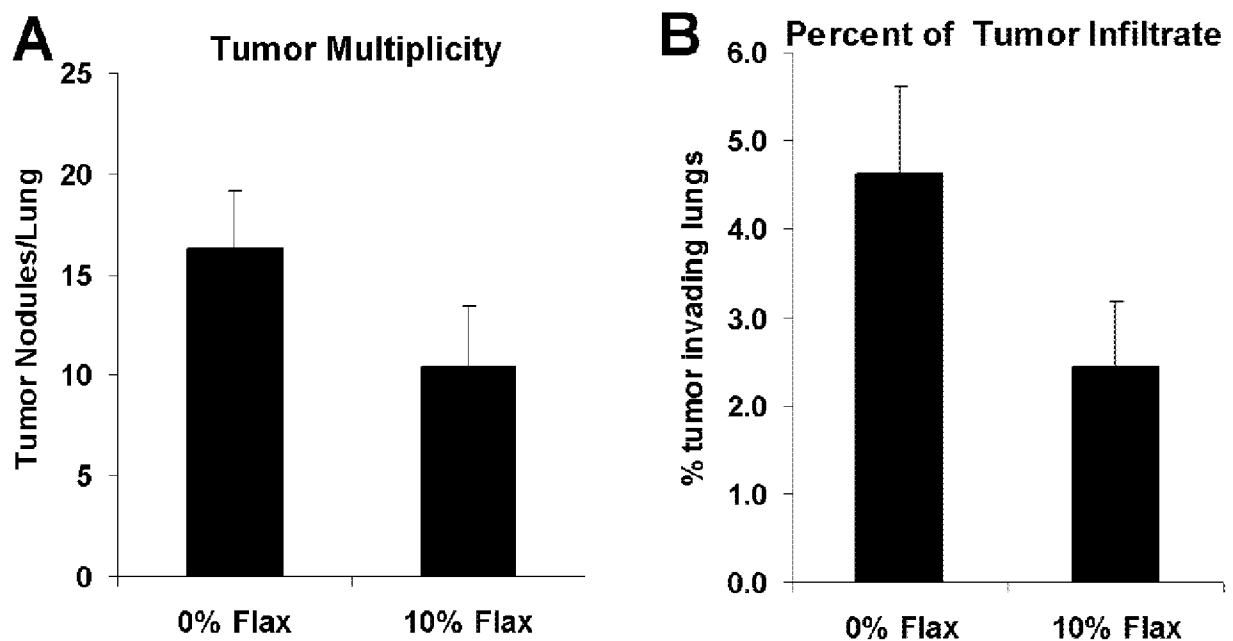 A
Tumor Multiplicity
Tumor Nodules/Lung
25
20
15
10
5
0
0% Flax
10% Flax
B
Percent of Tumor Infiltrate
% tumor invading lungs
6.0
5.0
4.0
3.0
2.0
1.0
0.0
0% Flax
10% Flax